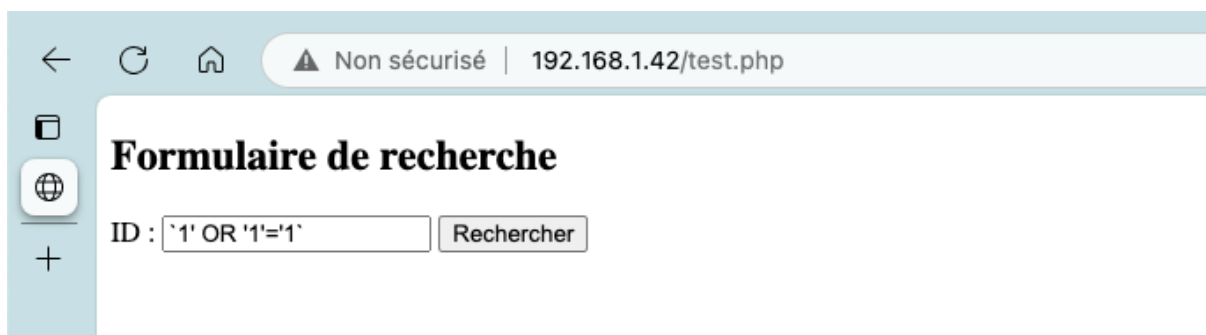 Non sécurisé | 192.168.1.42/test.php
Formulaire de recherche
ID : `1' OR '1'='1` Rechercher